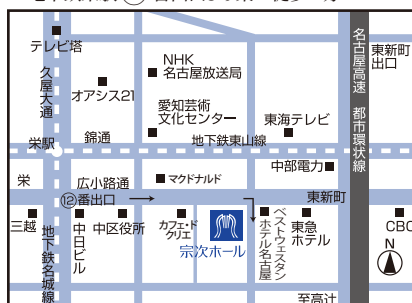 テレビ塔
NHK
名古屋放送局
オアシス21
久屋大通
愛知芸術
文化センター
東海テレビ
名古屋高速 都市環状線
東新町
出口
栄駅
錦通
地下鉄東山線
中部電力
栄
広小路通
マクドナルド
東新町
⑫番出口
三越
地下鉄名城線
中日
ビル
中区役所
カフェ・ド
クリエ
宗次ホール
ベストウェスタン
ホテル名古屋
東急
ホテル
CBC
N
至高辻